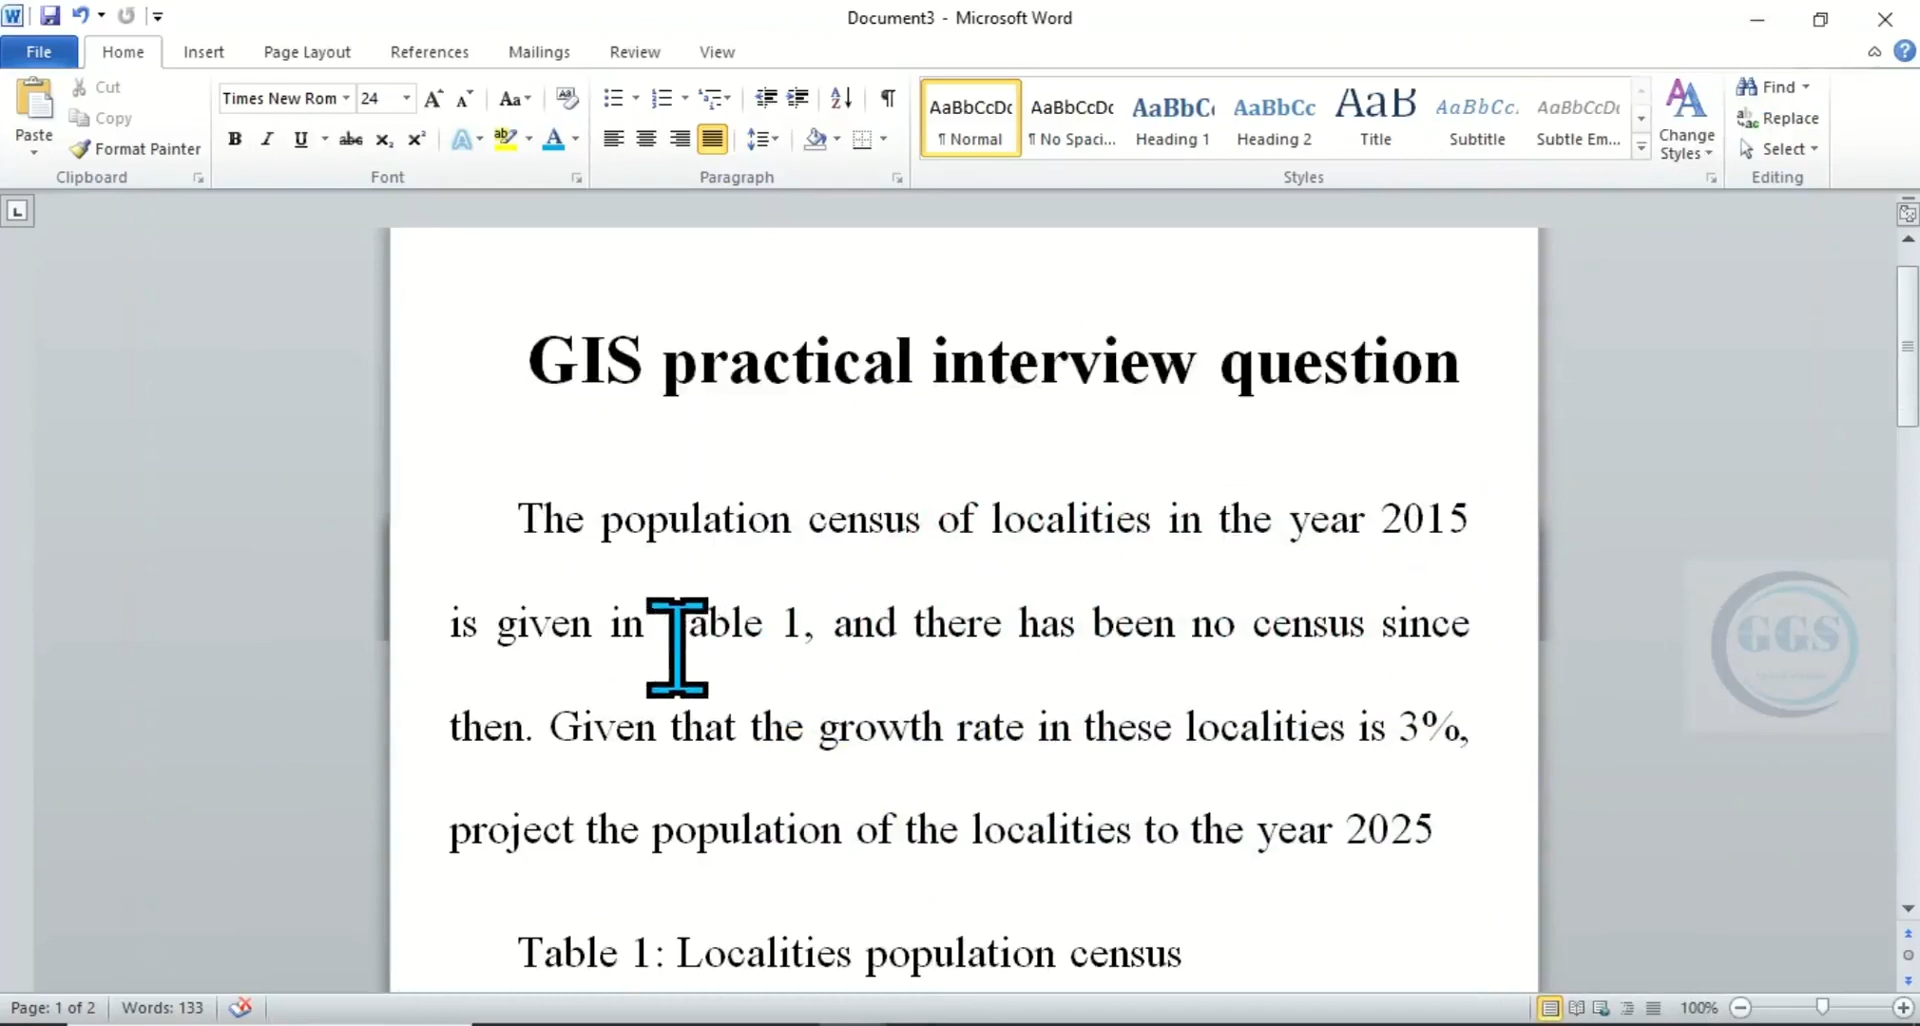 Document3 - Microsoft Word
File Home Insert Page Layout References Mailings Review View
Paste
Cut
Copy
Format Painter
Clipboard
Times New Rom 24
Font
Paragraph
AaBbCcDc AaBbCcDc AaBbC AaBbCc AaB AaBbCc. AaBbCcDc
¶ Normal ¶ No Spaci... Heading 1 Heading 2 Title Subtitle Subtle Em...
Styles
Change
Styles
Find
Replace
Select
Editing
GIS practical interview question
The population census of localities in the year 2015
is given in Table 1, and there has been no census since
then. Given that the growth rate in these localities is 3%,
project the population of the localities to the year 2025
Table 1: Localities population census
GGS
Page: 1 of 2 Words: 133 100%